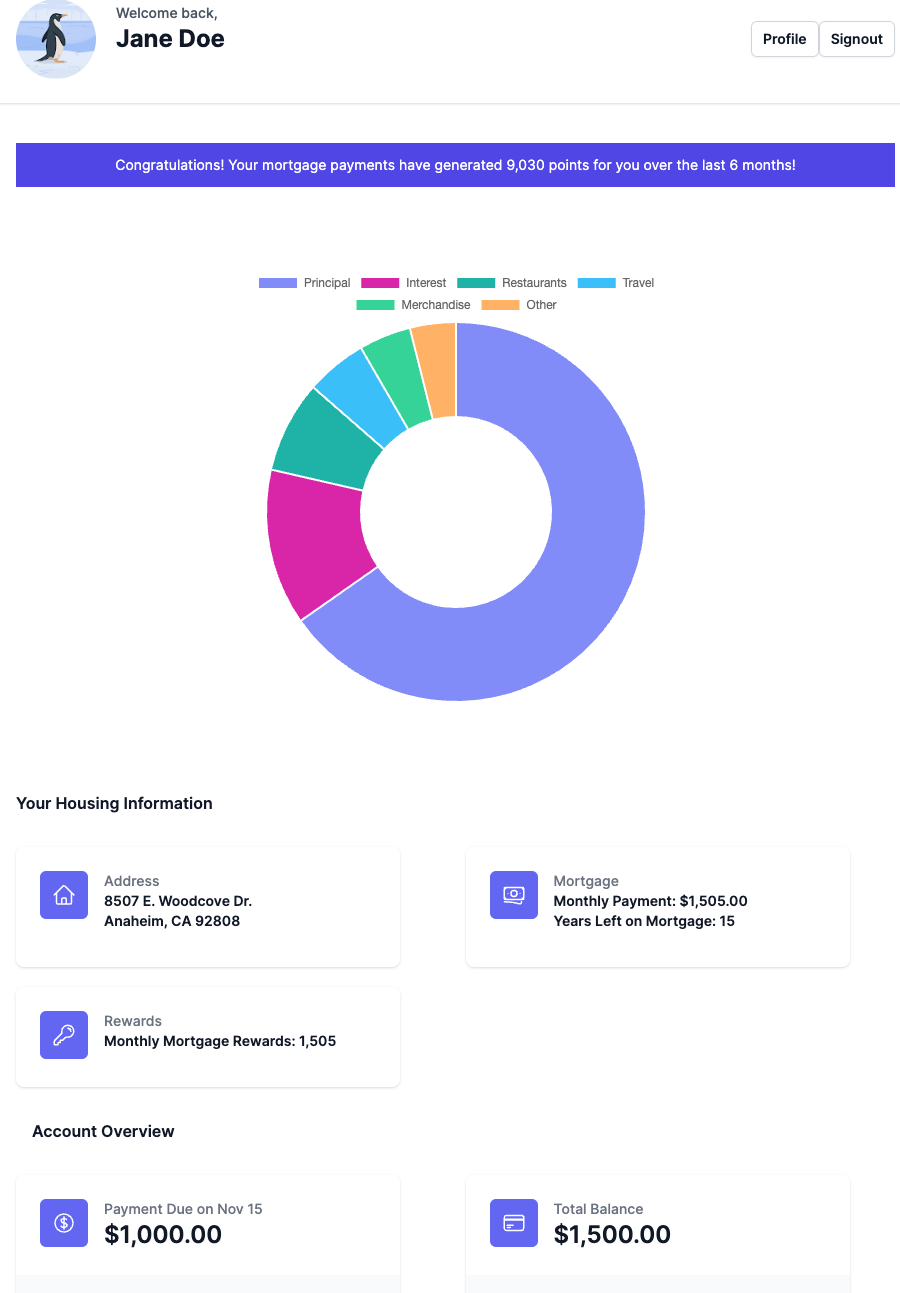 Welcome back,
Jane Doe
Profile
Signout
Congratulations! Your mortgage payments have generated 9,030 points for you over the last 6 months!
Principal
Interest
Restaurants
Travel
Merchandise
Other
Your Housing Information
Address
8507 E. Woodcove Dr.
Anaheim, CA 92808
Mortgage
Monthly Payment: $1,505.00
Years Left on Mortgage: 15
Rewards
Monthly Mortgage Rewards: 1,505
Account Overview
Payment Due on Nov 15
$1,000.00
Total Balance
$1,500.00